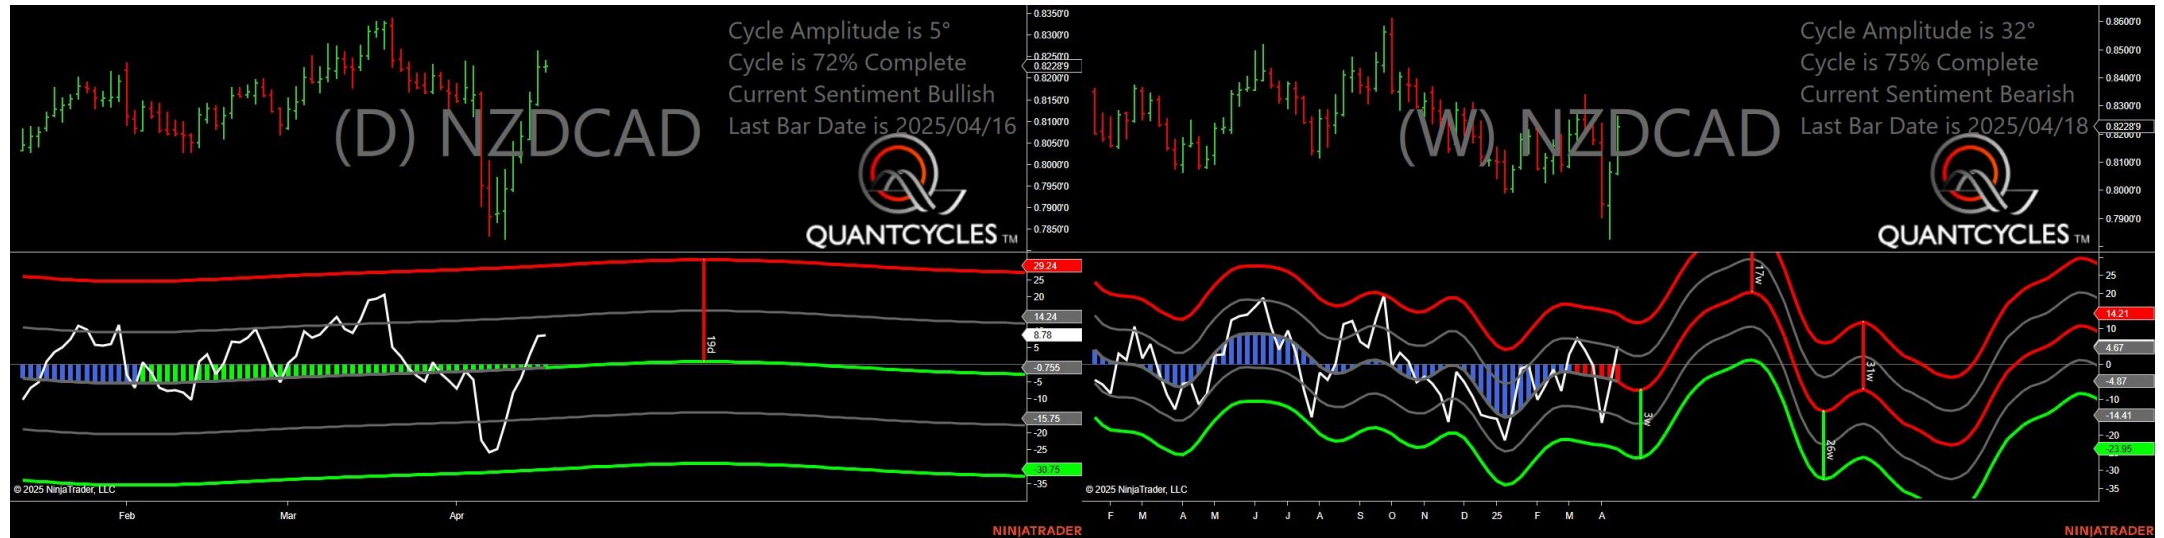 Cycle Amplitude is 5°
Cycle is 72% Complete
Current Sentiment Bullish
Last Bar Date is 2025/04/16
(D) NZDCAD
QUANTCYCLES TM
0.8350'0
0.8300'0
0.8228'9
0.8200'0
0.8150'0
0.8100'0
0.8050'0
0.8000'0
0.7950'0
0.7900'0
0.7850'0
29.24
25
20
14.24
8.78
5
-0.755
-5
-10
-15.75
-20
-25
-30.75
-35
19d
© 2025 NinjaTrader, LLC
Feb Mar Apr
NINJATRADER
Cycle Amplitude is 32°
Cycle is 75% Complete
Current Sentiment Bearish
Last Bar Date is 2025/04/18
(W) NZDCAD
QUANTCYCLES TM
0.8600'0
0.8500'0
0.8400'0
0.8300'0
0.8228'9
0.8200'0
0.8100'0
0.8000'0
0.7900'0
25
20
14.21
10
4.67
0
-4.87
-10
-14.41
-20
-23.95
-30
-35
17w
31w
26w
© 2025 NinjaTrader, LLC
F M A M J J A S O N D 25 F M A
NINJATRADER